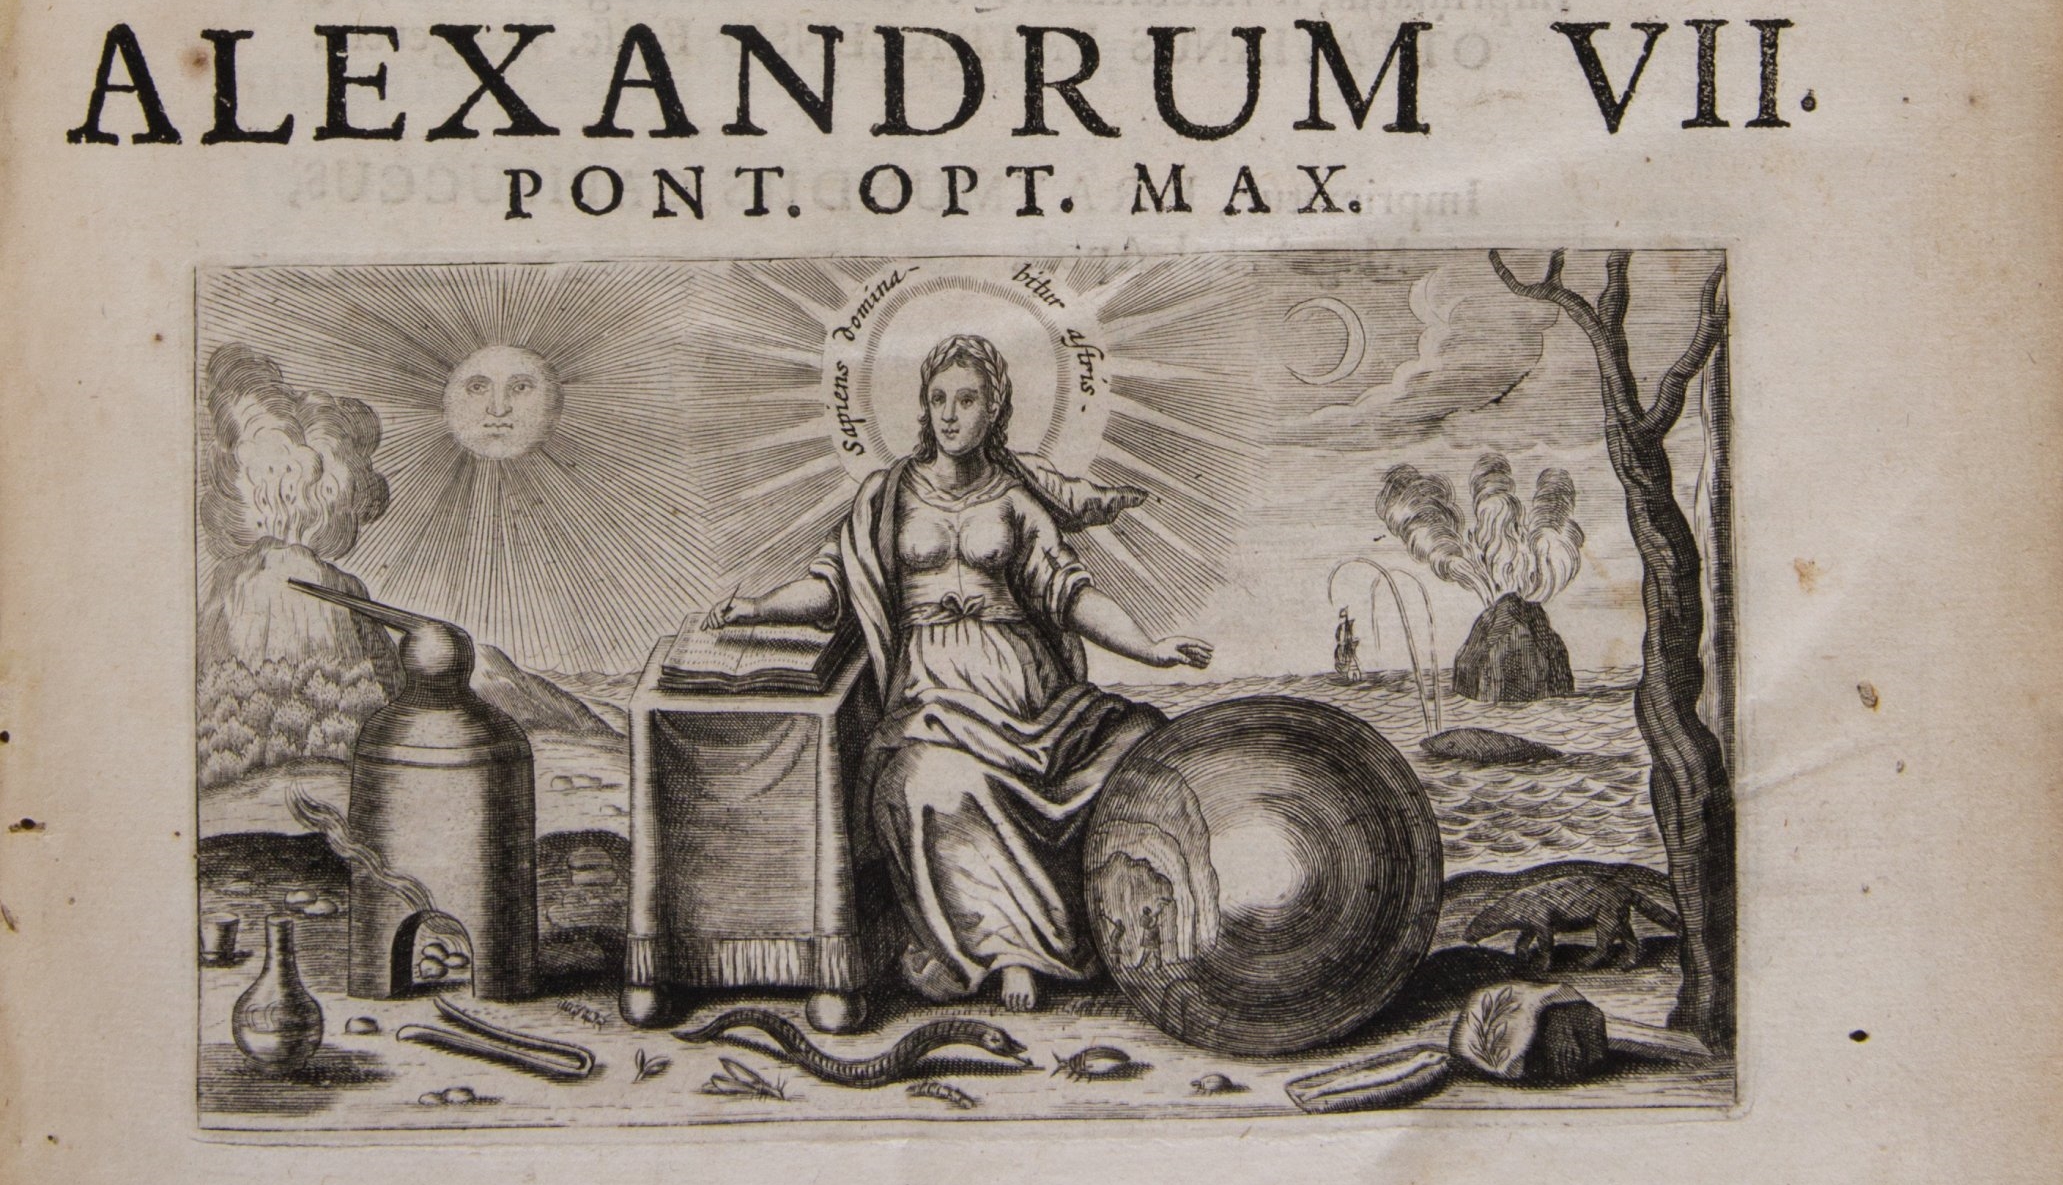 ALEXANDRUM VII.
PONT. OPT. MAX.
Sapiens domina-
bitur astris.